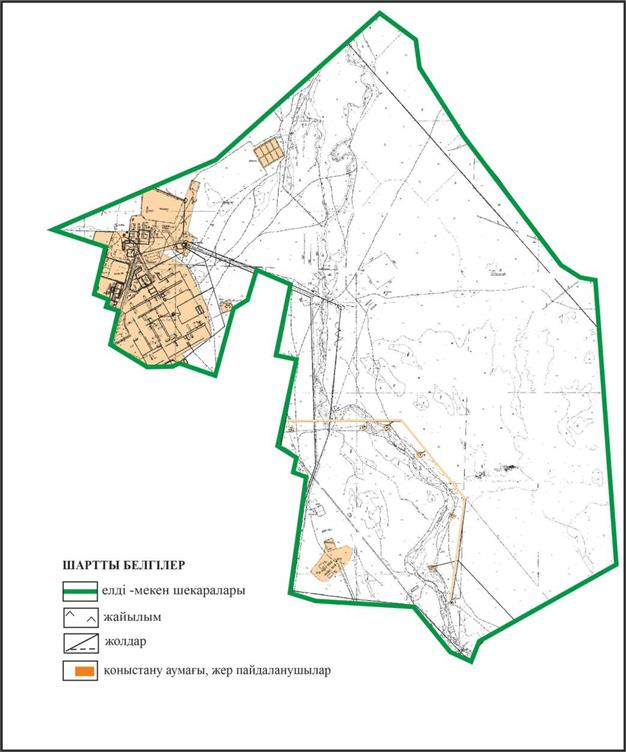 ШАРТТЫ БЕЛГІЛЕР
елді -мекен шекаралары
жайылым
жолдар
қоныстану аумағы, жер пайдаланушылар